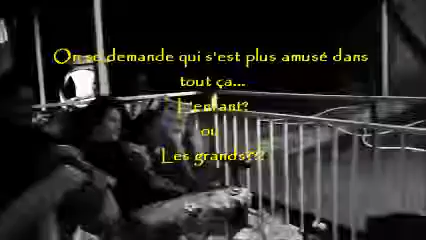 On se demande qui s'est plus amusé dans
tout ça...
L'enfant?
ou
Les grands???